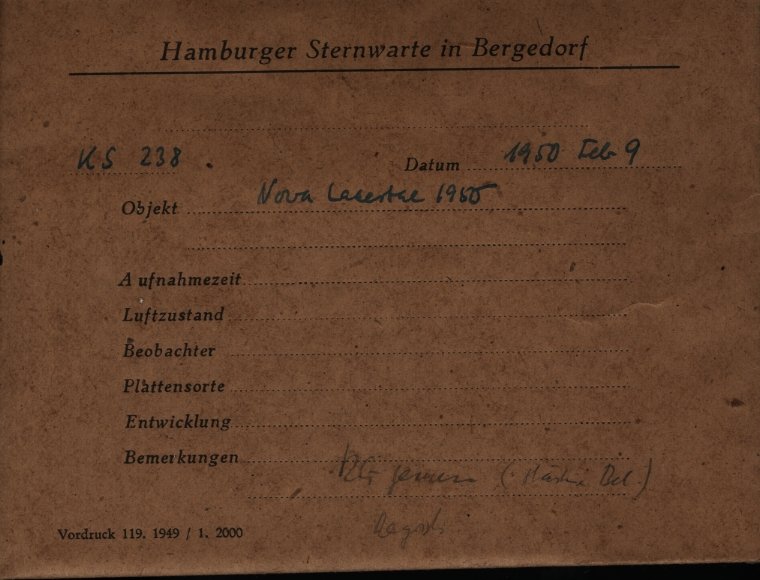 Hamburger Sternwarte in Bergedorf
KS 238 Datum 1950 Feb 9
Objekt Nova Lacertae 1950
Aufnahmezeit
Luftzustand
Beobachter
Plattensorte
Entwicklung
Bemerkungen
Vordruck 119. 1949 / 1. 2000